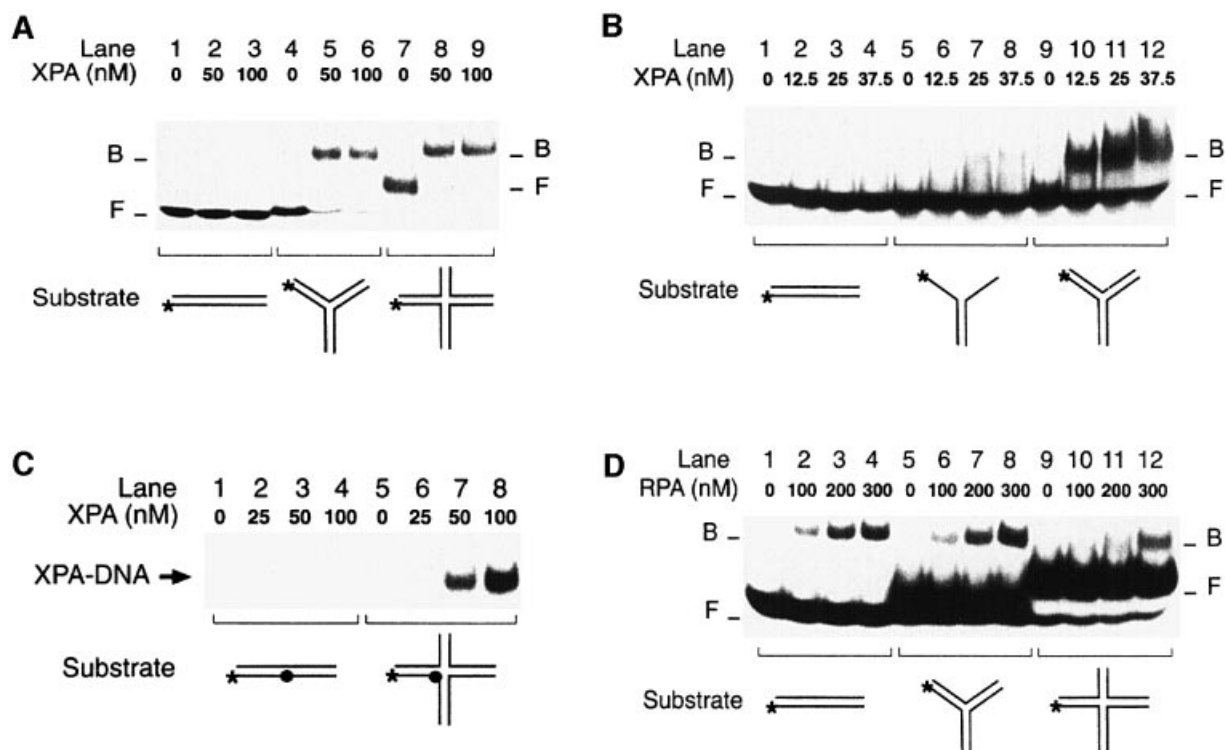 A
Lane 1 2 3 4 5 6 7 8 9
XPA (nM) 0 50 100 0 50 100 0 50 100
B B
F
F
Substrate * * *
B
Lane 1 2 3 4 5 6 7 8 9 10 11 12
XPA (nM) 0 12.5 25 37.5 0 12.5 25 37.5 0 12.5 25 37.5
B B
F F
Substrate * * *
C
Lane 1 2 3 4 5 6 7 8
XPA (nM) 0 25 50 100 0 25 50 100
XPA-DNA
Substrate * *
D
Lane 1 2 3 4 5 6 7 8 9 10 11 12
RPA (nM) 0 100 200 300 0 100 200 300 0 100 200 300
B B
F
F
Substrate * * *